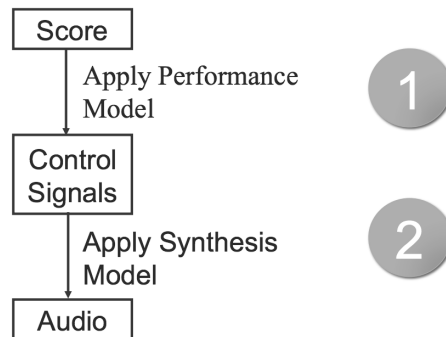 Score
Apply Performance
Model
1
Control
Signals
Apply Synthesis
Model
2
Audio